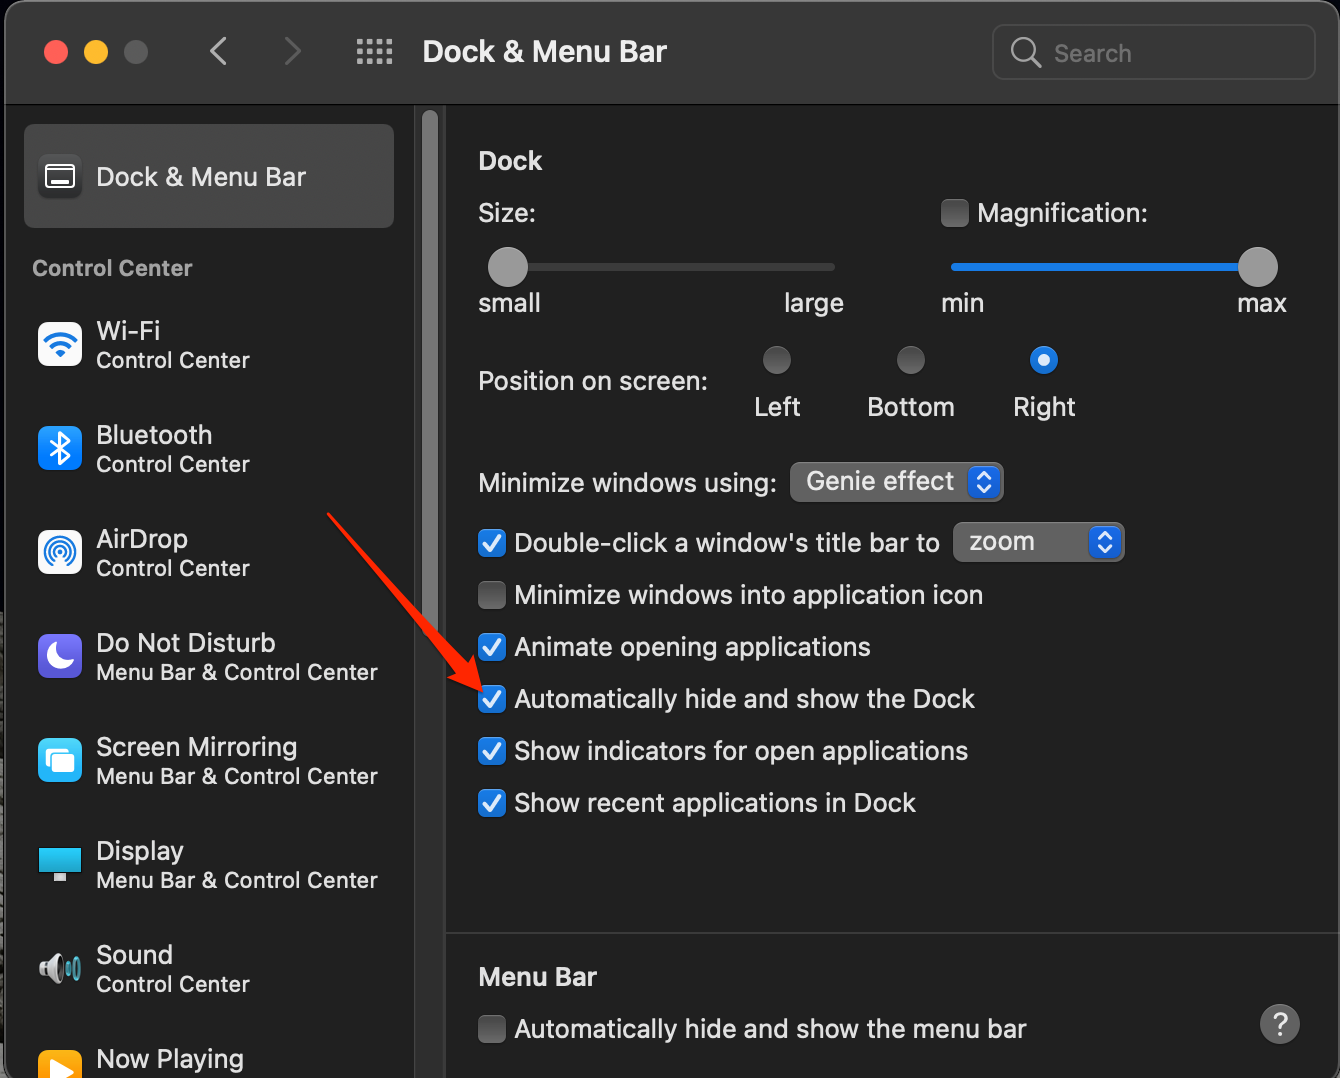 Dock & Menu Bar
Search
Dock & Menu Bar
Control Center
Wi-Fi
Control Center
Bluetooth
Control Center
AirDrop
Control Center
Do Not Disturb
Menu Bar & Control Center
Screen Mirroring
Menu Bar & Control Center
Display
Menu Bar & Control Center
Sound
Control Center
Now Playing
Dock
Size:
Magnification:
small large
min max
Position on screen:
Left Bottom Right
Minimize windows using: Genie effect
Double-click a window's title bar to zoom
Minimize windows into application icon
Animate opening applications
Automatically hide and show the Dock
Show indicators for open applications
Show recent applications in Dock
Menu Bar
Automatically hide and show the menu bar
?